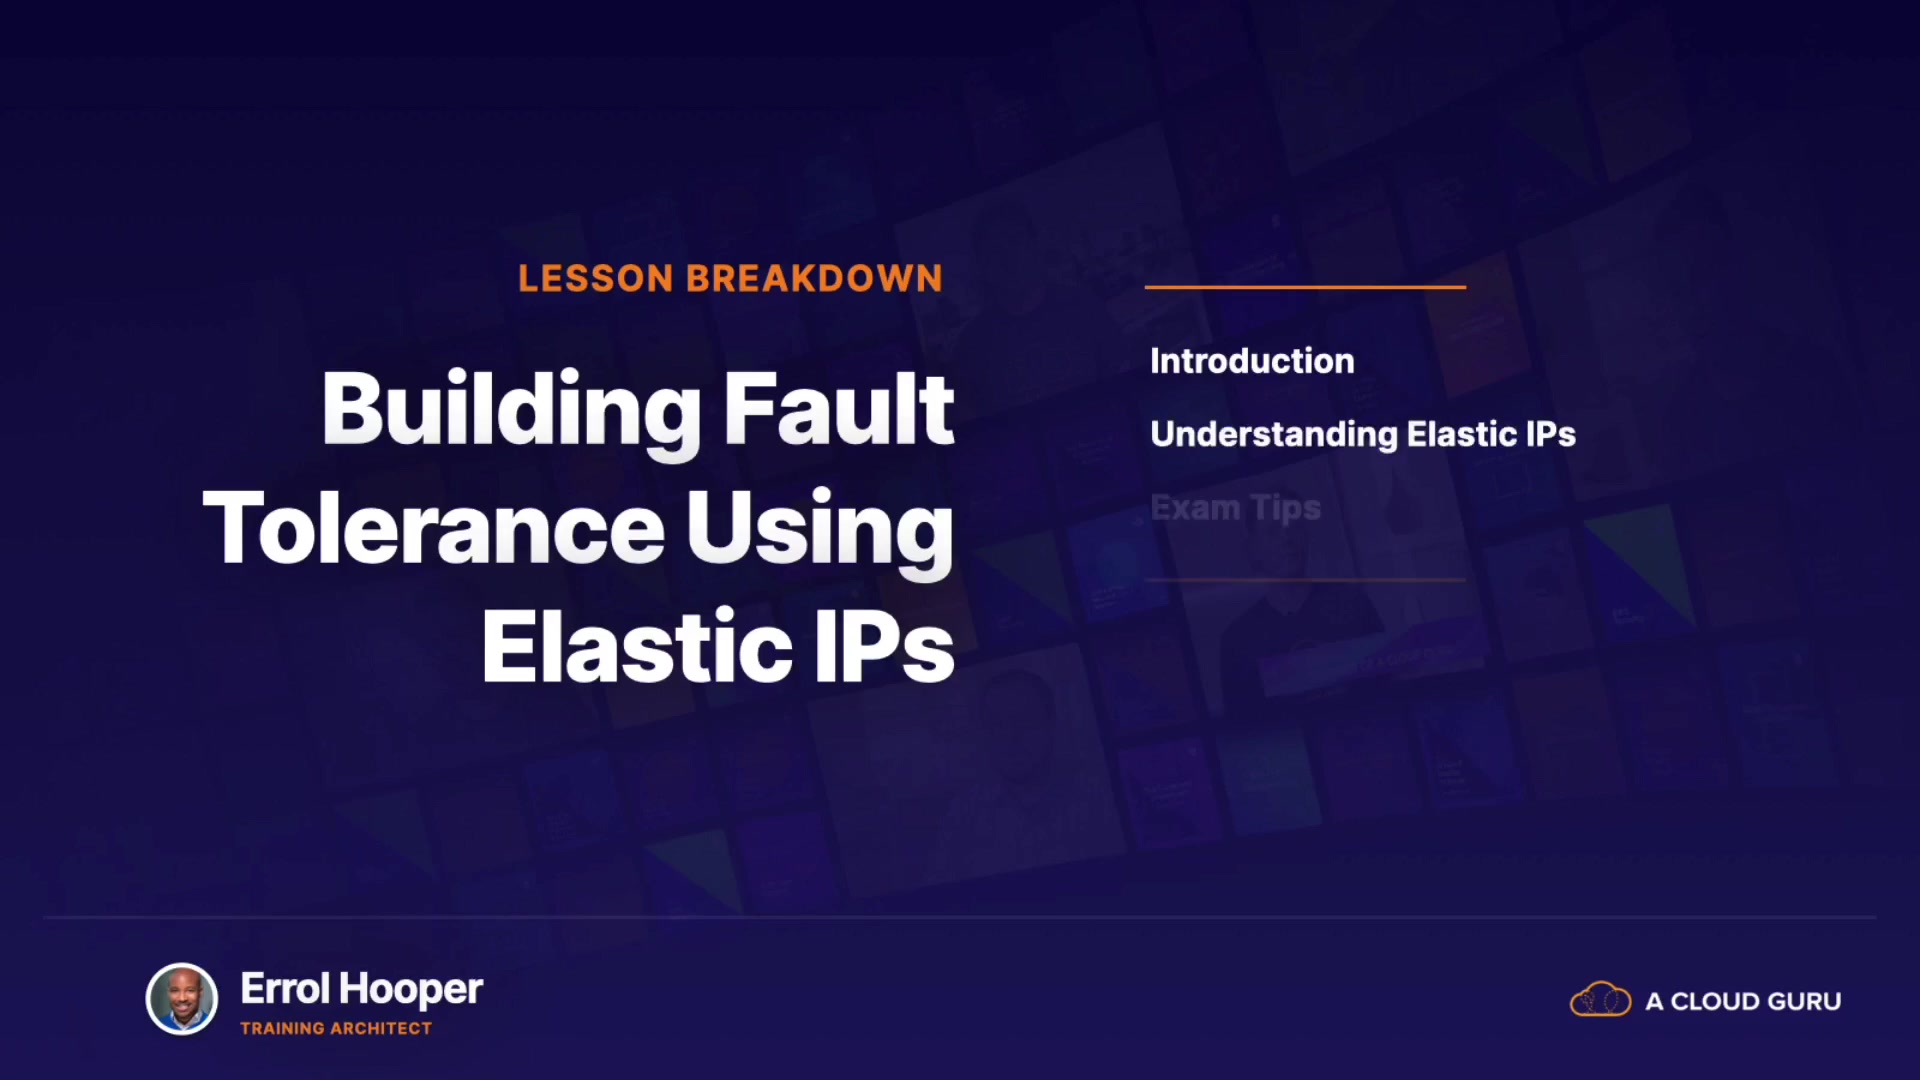 LESSON BREAKDOWN
Building Fault
Tolerance Using
Elastic IPs
Introduction
Understanding Elastic IPs
Exam Tips
Errol Hooper
TRAINING ARCHITECT
A CLOUD GURU